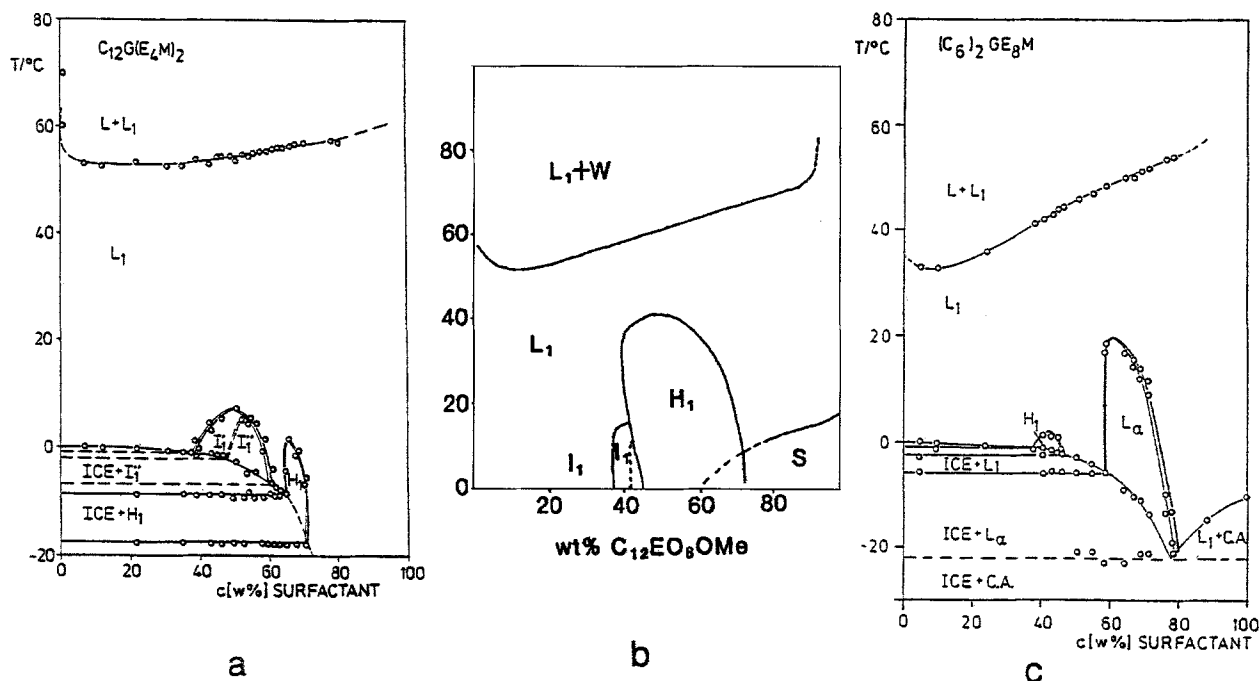 80
T/°C
C₁₂G(E₄M)₂
60
L+L₁
40
L₁
20
0
I₁' I₁"
H₁
ICE+I₁"
ICE+H₁
-20
0 20 40 60 80 100
c[w%] SURFACTANT
a
80
L₁+W
60
40
L₁
H₁
20
I₁
S
0
20 40 60 80
wt% C₁₂EO₆OMe
b
80
T/°C
(C₆)₂ GE₈M
60
L+L₁
40
L₁
20
H₁
Lα
0
ICE+L₁
ICE+Lα
L₁+C.A.
-20
ICE+C.A.
0 20 40 60 80 100
c[w%] SURFACTANT
c